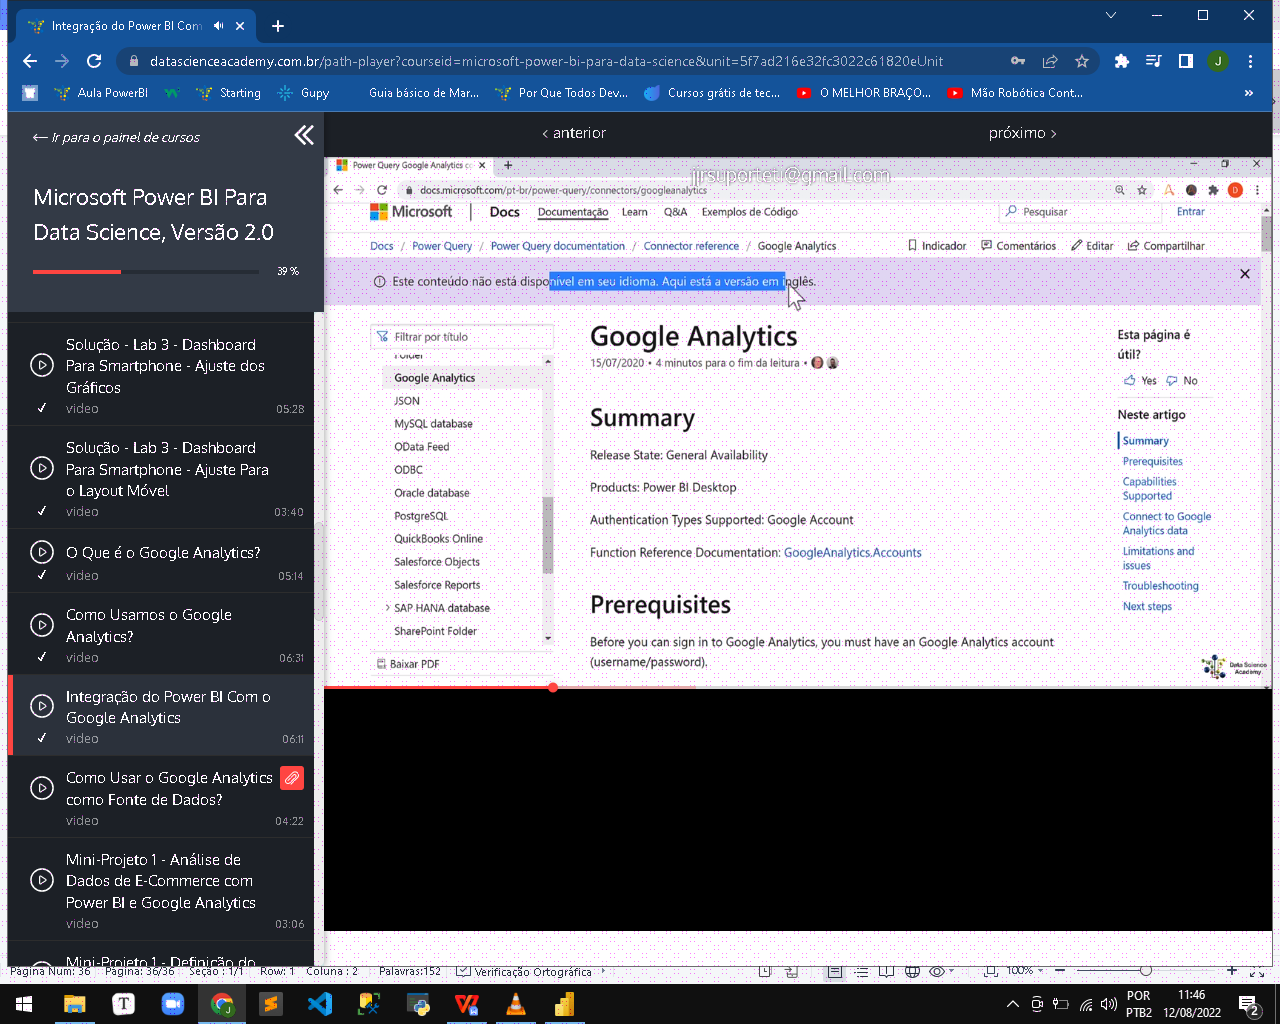 Integração do Power BI Com
datascienceacademy.com.br/path-player?courseid=microsoft-power-bi-para-data-science&unit=5f7ad216e32fc3022c61820eUnit
J
Aula PowerBI
Starting
Gupy
Guia básico de Mar...
Por Que Todos Dev...
Cursos grátis de tec...
O MELHOR BRAÇO...
Mão Robótica Cont...
»
← Ir para o painel de cursos
Microsoft Power BI Para
Data Science, Versão 2.0
39 %
Solução - Lab 3 - Dashboard
Para Smartphone - Ajuste dos
Gráficos
video
05:28
Solução - Lab 3 - Dashboard
Para Smartphone - Ajuste Para
o Layout Móvel
video
03:40
O Que é o Google Analytics?
video
05:14
Como Usamos o Google
Analytics?
video
06:31
Integração do Power BI Com o
Google Analytics
video
06:11
Como Usar o Google Analytics
como Fonte de Dados?
video
04:22
Mini-Projeto 1 - Análise de
Dados de E-Commerce com
Power BI e Google Analytics
video
03:06
Mini-Projeto 1 - Definição do
‹ anterior
próximo ›
Power Query Google Analytics co
jjrsuporteti@gmail.com
docs.microsoft.com/pt-br/power-query/connectors/googleanalytics
D
Microsoft
Docs
Documentação
Learn
Q&A
Exemplos de Código
Pesquisar
Entrar
Docs / Power Query / Power Query documentation / Connector reference / Google Analytics
Indicador
Comentários
Editar
Compartilhar
Este conteúdo não está disponível em seu idioma. Aqui está a versão em inglês.
Filtrar por título
Folder
Google Analytics
JSON
MySQL database
OData Feed
ODBC
Oracle database
PostgreSQL
QuickBooks Online
Salesforce Objects
Salesforce Reports
SAP HANA database
SharePoint Folder
Baixar PDF
Google Analytics
15/07/2020 • 4 minutos para o fim da leitura •
Summary
Release State: General Availability
Products: Power BI Desktop
Authentication Types Supported: Google Account
Function Reference Documentation: GoogleAnalytics.Accounts
Prerequisites
Before you can sign in to Google Analytics, you must have an Google Analytics account
(username/password).
Esta página é
útil?
Yes
No
Neste artigo
Summary
Prerequisites
Capabilities
Supported
Connect to Google
Analytics data
Limitations and
issues
Troubleshooting
Next steps
Data Science
Academy
Página Num: 36
Página: 36/36
Seção : 1/1
Row: 1
Coluna : 2
Palavras:152
Verificação Ortográfica
100%
T
POR
PTB2
11:46
12/08/2022
2